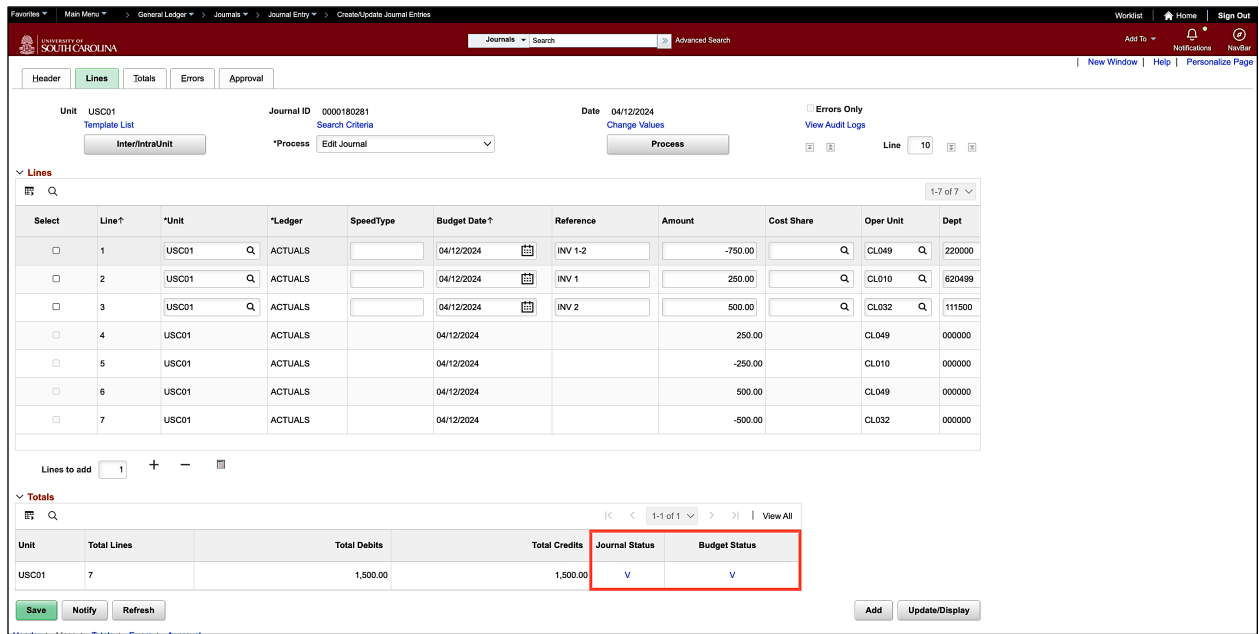 Favorites Main Menu > General Ledger > Journals > Journal Entry > Create/Update Journal Entries Worklist Home Sign Out
UNIVERSITY OF
SOUTH CAROLINA
Journals Search Advanced Search Add To Notifications NavBar
New Window | Help | Personalize Page
Header Lines Totals Errors Approval
Unit USC01 Journal ID 0000180281 Date 04/12/2024 Errors Only
Template List Search Criteria Change Values View Audit Logs
Inter/IntraUnit *Process Edit Journal Process Line 10
Lines
1-7 of 7
Select Line↑ *Unit *Ledger SpeedType Budget Date↑ Reference Amount Cost Share Oper Unit Dept
1 USC01 ACTUALS 04/12/2024 INV 1-2 -750.00 CL049 220000
2 USC01 ACTUALS 04/12/2024 INV 1 250.00 CL010 620499
3 USC01 ACTUALS 04/12/2024 INV 2 500.00 CL032 111500
4 USC01 ACTUALS 04/12/2024 250.00 CL049 000000
5 USC01 ACTUALS 04/12/2024 -250.00 CL010 000000
6 USC01 ACTUALS 04/12/2024 500.00 CL049 000000
7 USC01 ACTUALS 04/12/2024 -500.00 CL032 000000
Lines to add 1 + −
Totals
1-1 of 1 | View All
Unit Total Lines Total Debits Total Credits Journal Status Budget Status
USC01 7 1,500.00 1,500.00 V V
Save Notify Refresh Add Update/Display